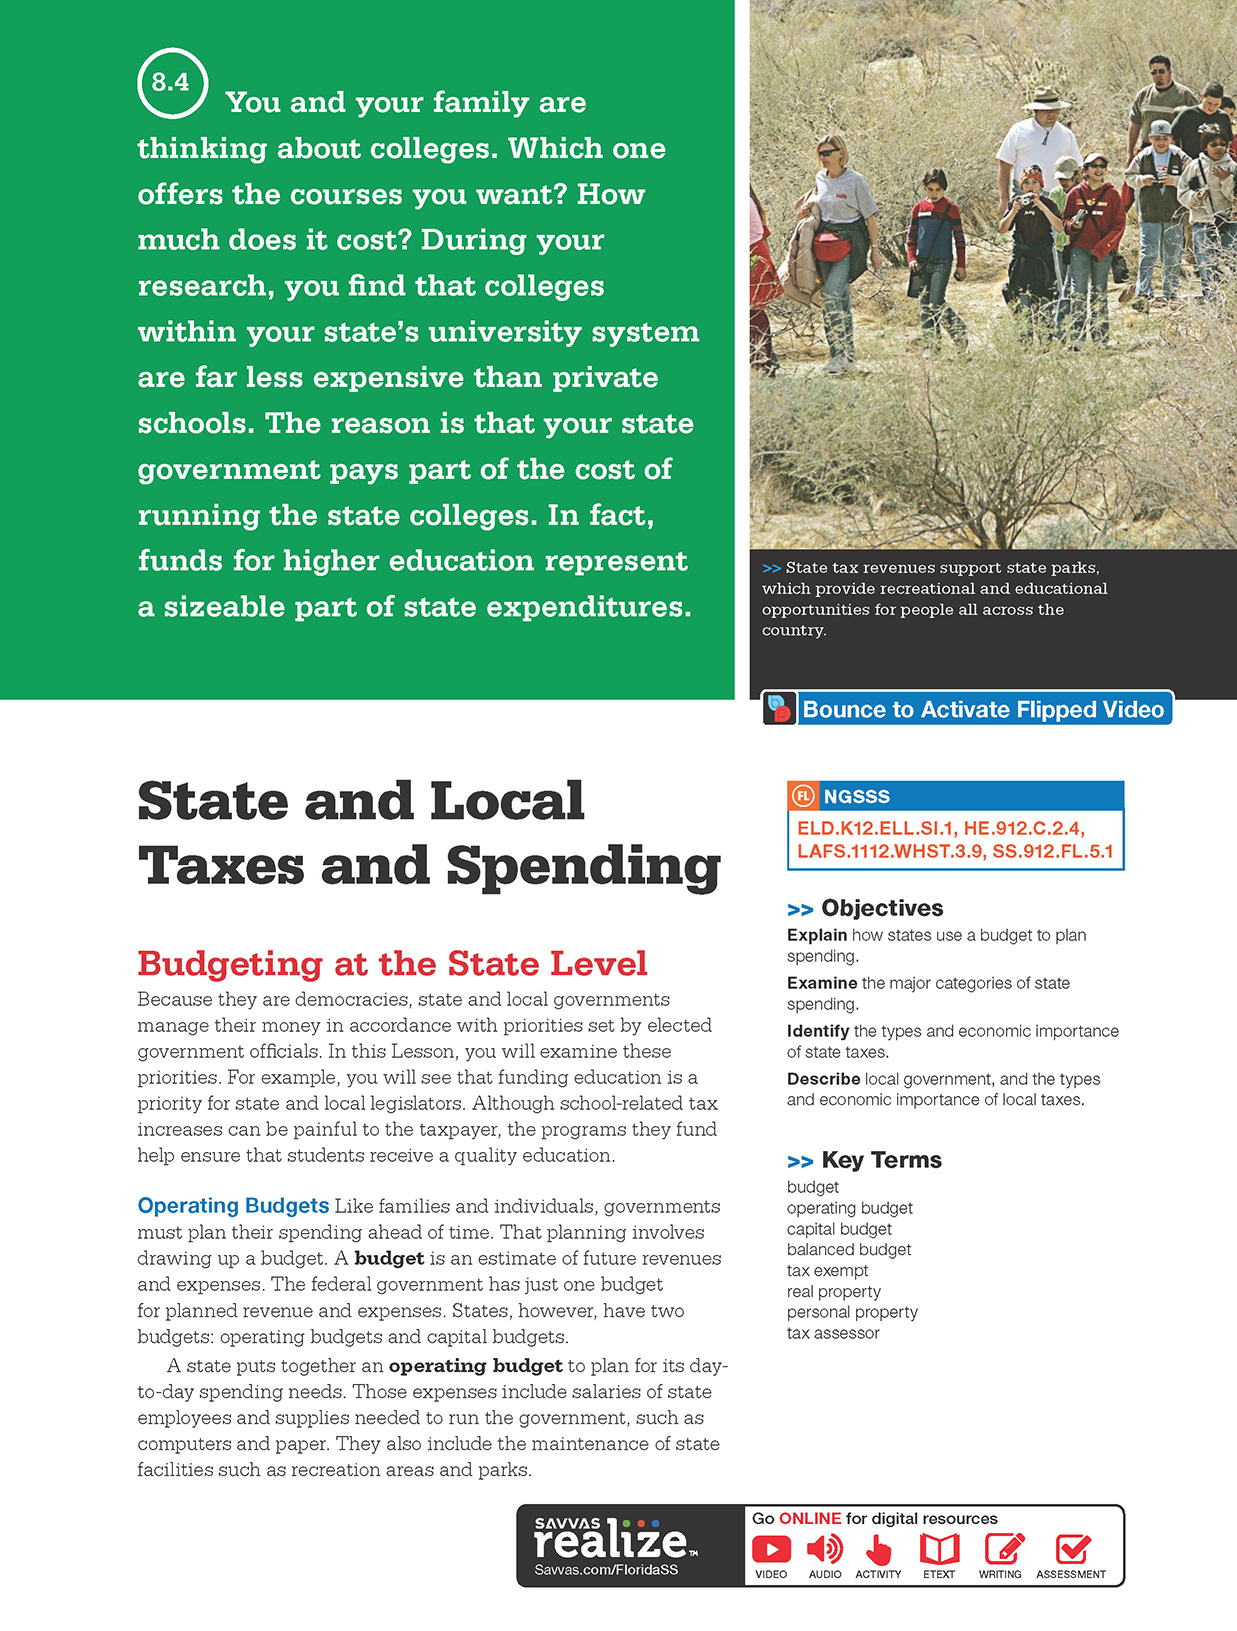 8.4
You and your family are
thinking about colleges. Which one
offers the courses you want? How
much does it cost? During your
research, you find that colleges
within your state's university system
are far less expensive than private
schools. The reason is that your state
government pays part of the cost of
running the state colleges. In fact,
funds for higher education represent
a sizeable part of state expenditures.
>> State tax revenues support state parks,
which provide recreational and educational
opportunities for people all across the
country.
Bounce to Activate Flipped Video
State and Local
Taxes and Spending
Budgeting at the State Level
Because they are democracies, state and local governments
manage their money in accordance with priorities set by elected
government officials. In this Lesson, you will examine these
priorities. For example, you will see that funding education is a
priority for state and local legislators. Although school-related tax
increases can be painful to the taxpayer, the programs they fund
help ensure that students receive a quality education.
Operating Budgets Like families and individuals, governments
must plan their spending ahead of time. That planning involves
drawing up a budget. A budget is an estimate of future revenues
and expenses. The federal government has just one budget
for planned revenue and expenses. States, however, have two
budgets: operating budgets and capital budgets.
A state puts together an operating budget to plan for its day-
to-day spending needs. Those expenses include salaries of state
employees and supplies needed to run the government, such as
computers and paper. They also include the maintenance of state
facilities such as recreation areas and parks.
FL NGSSS
ELD.K12.ELL.SI.1, HE.912.C.2.4,
LAFS.1112.WHST.3.9, SS.912.FL.5.1
>> Objectives
Explain how states use a budget to plan
spending.
Examine the major categories of state
spending.
Identify the types and economic importance
of state taxes.
Describe local government, and the types
and economic importance of local taxes.
>> Key Terms
budget
operating budget
capital budget
balanced budget
tax exempt
real property
personal property
tax assessor
SAVVAS
realize™
Savvas.com/FloridaSS
Go ONLINE for digital resources
VIDEO AUDIO ACTIVITY ETEXT WRITING ASSESSMENT